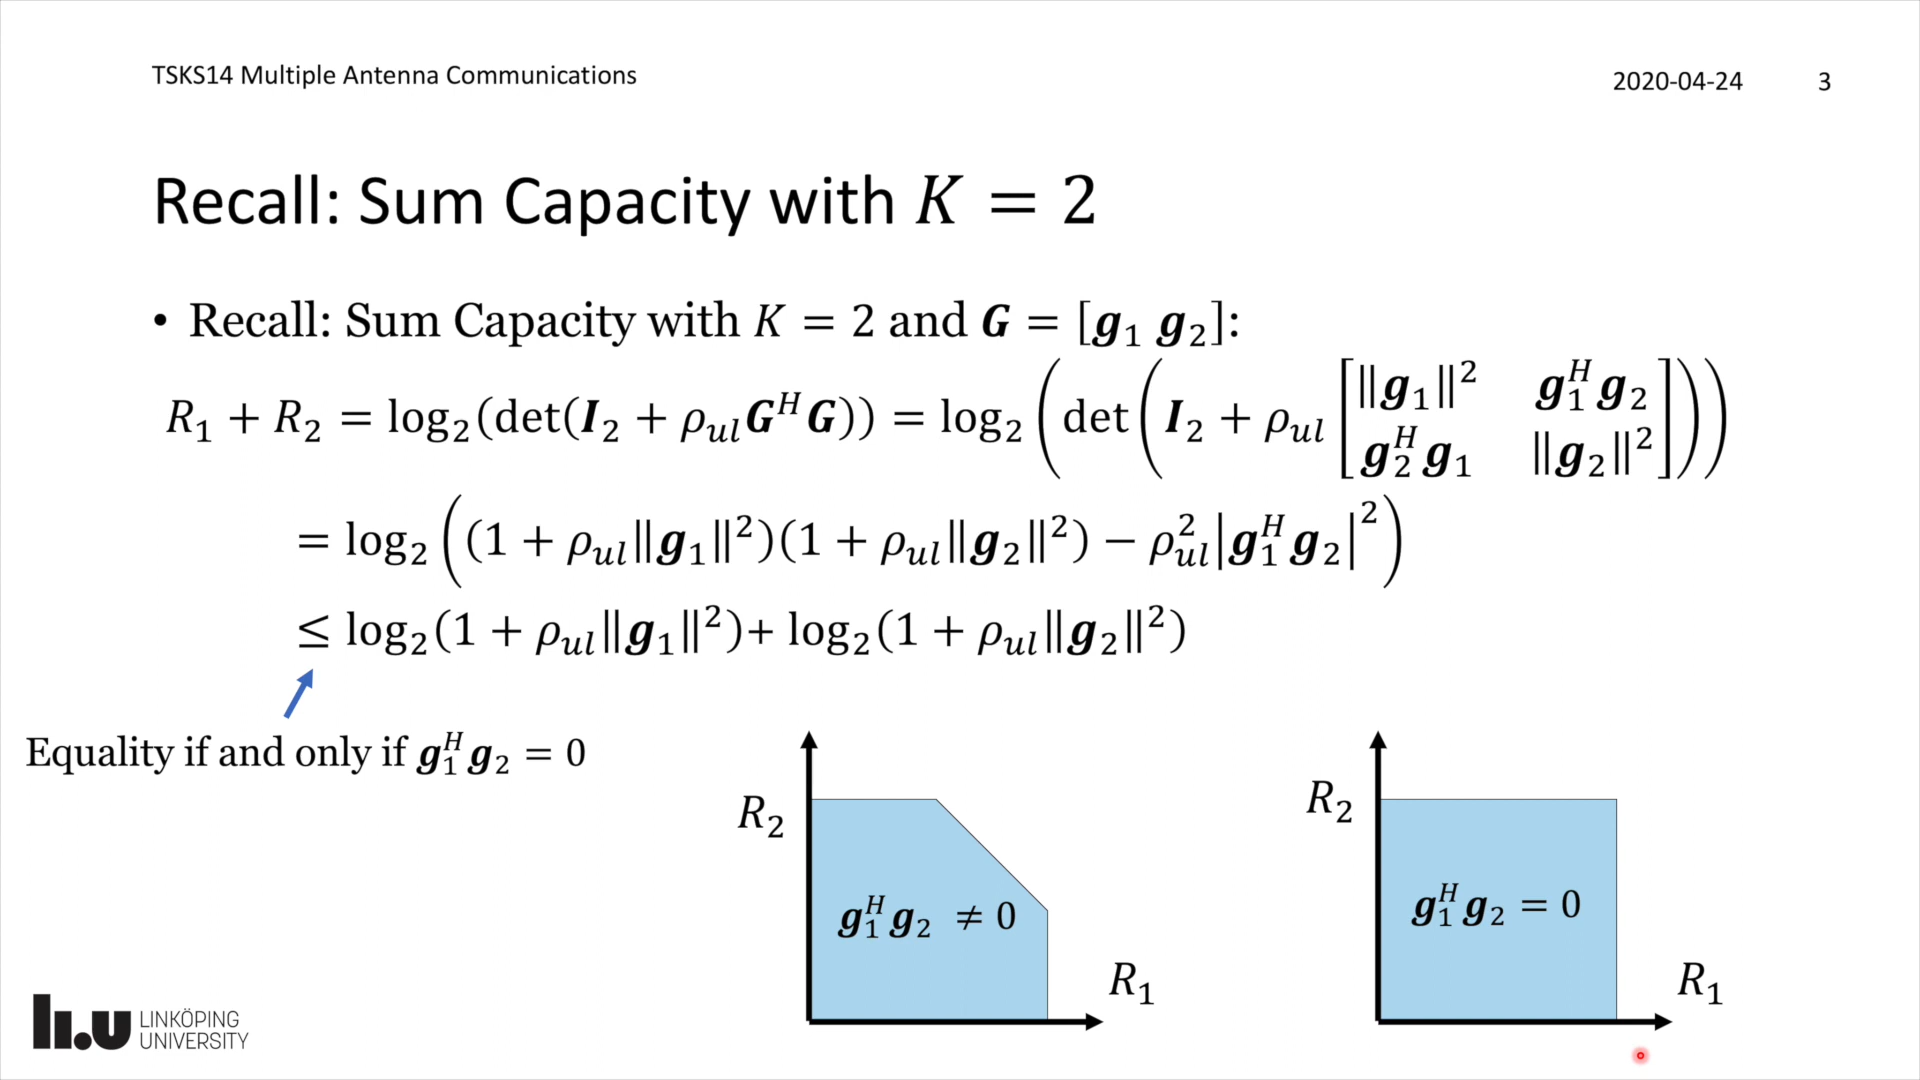 TSKS14 Multiple Antenna Communications
2020-04-24 3
Recall: Sum Capacity with K = 2
• Recall: Sum Capacity with K = 2 and G = [g₁ g₂]:
R₁ + R₂ = log₂(det(I₂ + ρ_ul G^H G)) = log₂(det(I₂ + ρ_ul [‖g₁‖² g₁^H g₂; g₂^H g₁ ‖g₂‖²]))
= log₂((1 + ρ_ul‖g₁‖²)(1 + ρ_ul‖g₂‖²) − ρ_ul²|g₁^H g₂|²)
≤ log₂(1 + ρ_ul‖g₁‖²)+ log₂(1 + ρ_ul‖g₂‖²)
Equality if and only if g₁^H g₂ = 0
R₂
g₁^H g₂ ≠ 0
R₁
R₂
g₁^H g₂ = 0
R₁
li.u LINKÖPING
UNIVERSITY